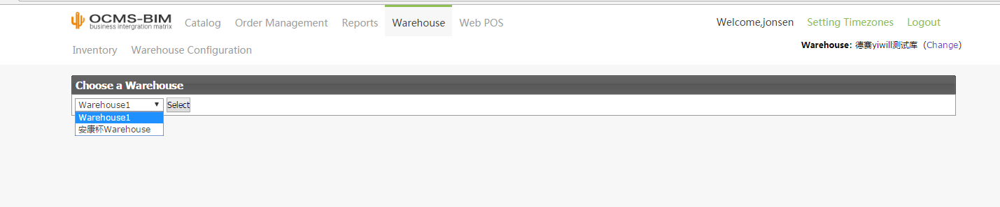 OCMS-BIM
business intergration matrix
Catalog Order Management Reports Warehouse Web POS
Welcome,jonsen Setting Timezones Logout
Inventory Warehouse Configuration
Warehouse: 德赛yiwill测试库 (Change)
Choose a Warehouse
Warehouse1 Select
Warehouse1
安康杯Warehouse